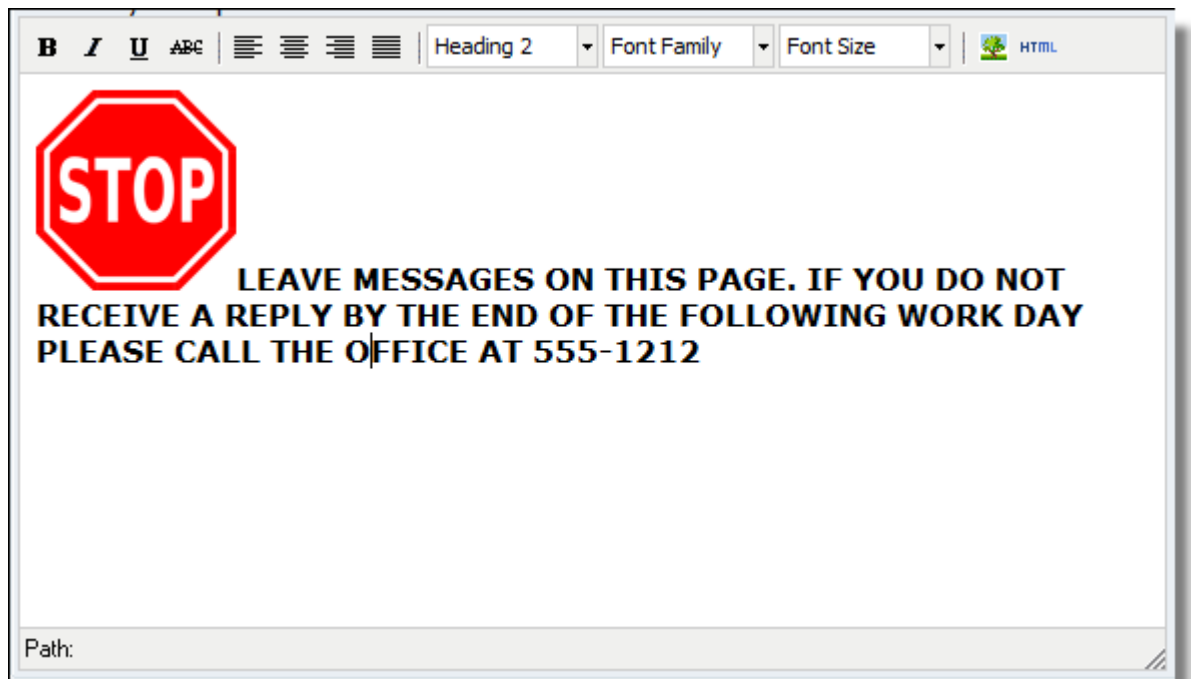 B I U ABC Heading 2 Font Family Font Size HTML
STOP
LEAVE MESSAGES ON THIS PAGE. IF YOU DO NOT
RECEIVE A REPLY BY THE END OF THE FOLLOWING WORK DAY
PLEASE CALL THE OFFICE AT 555-1212
Path: